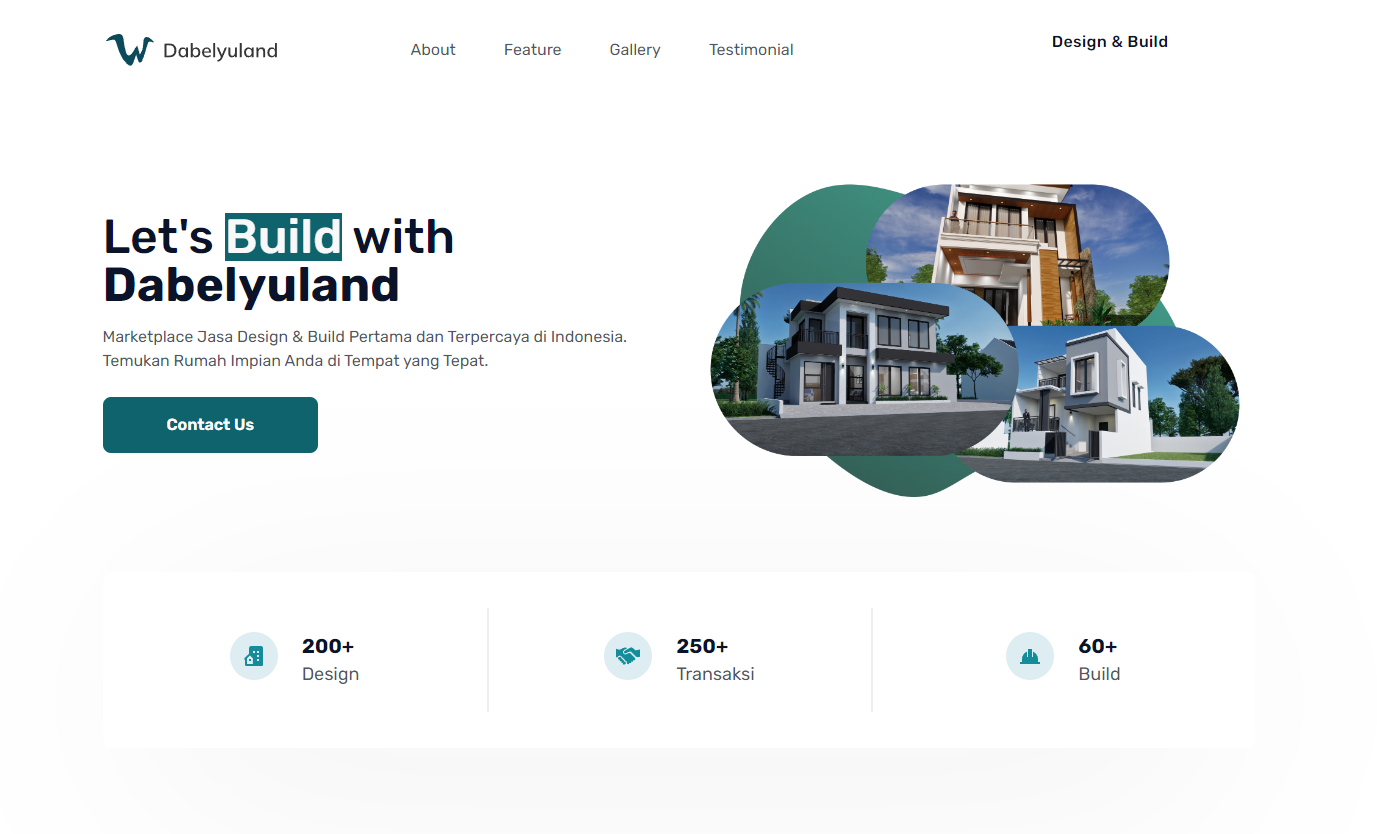 Dabelyuland
About
Feature
Gallery
Testimonial
Design & Build
Let's Build with
Dabelyuland
Marketplace Jasa Design & Build Pertama dan Terpercaya di Indonesia.
Temukan Rumah Impian Anda di Tempat yang Tepat.
Contact Us
200+
Design
250+
Transaksi
60+
Build